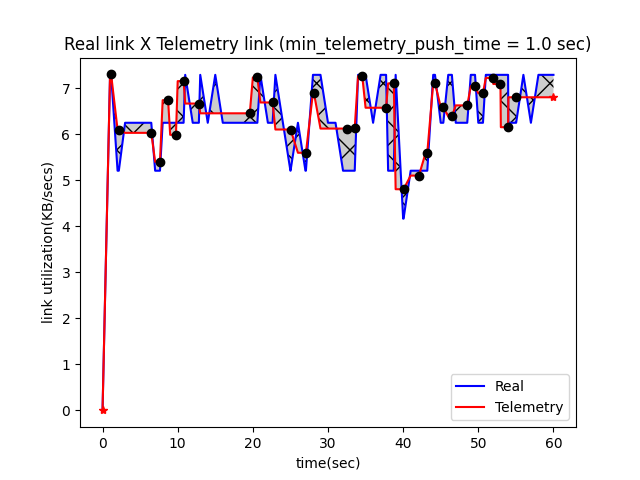 Real link X Telemetry link (min_telemetry_push_time = 1.0 sec)
link utilization(KB/secs)
7
6
5
4
3
2
1
0
0 10 20 30 40 50 60
time(sec)
Real
Telemetry